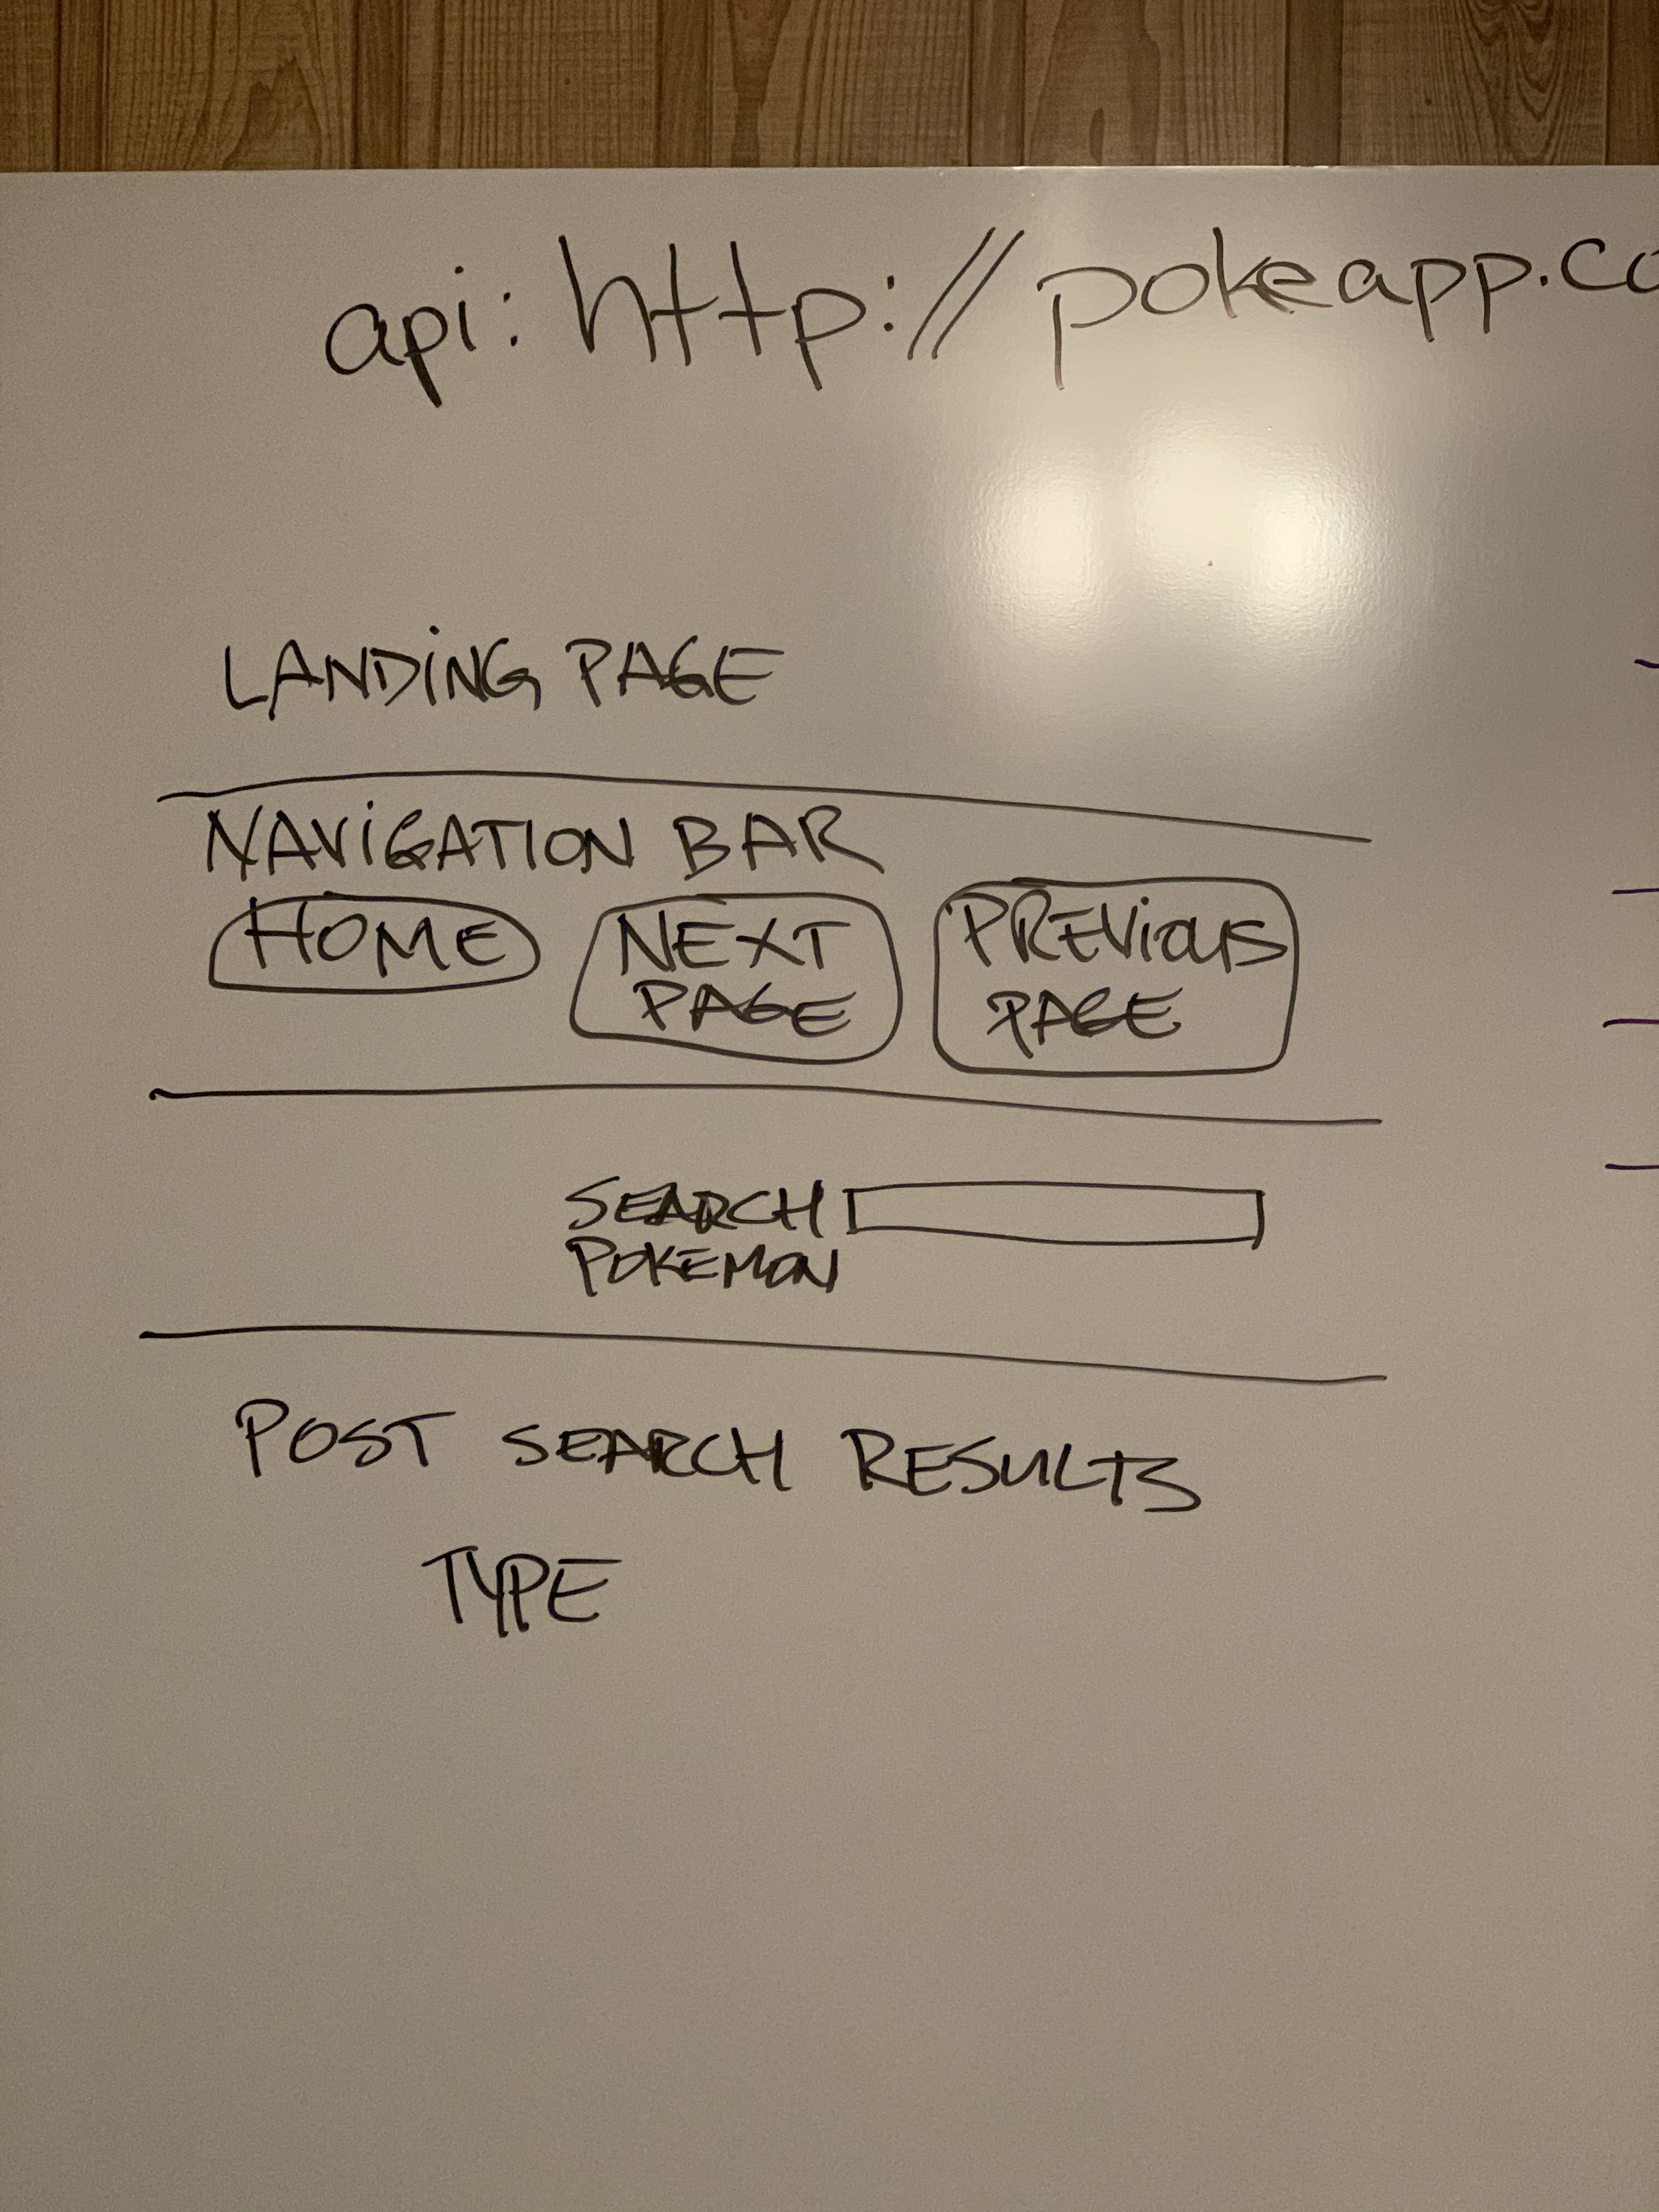 api: http://pokeapp.co
LANDiNG PAGE
NAViGATION BAR
HOME
NEXT
PAGE
PREViOUS
PAGE
SEARCH
POKEMON
POST SEARCH RESULTS
TYPE